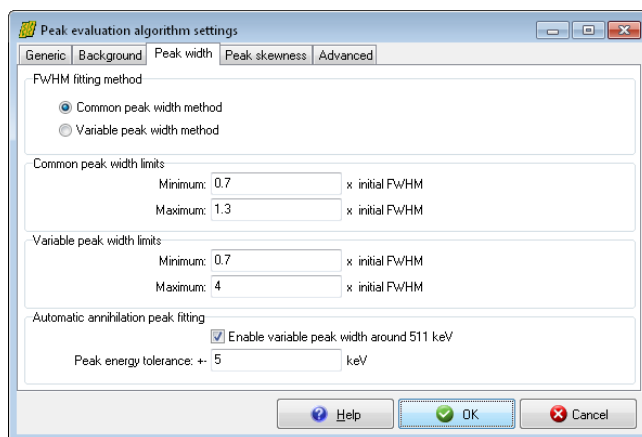 Peak evaluation algorithm settings
Generic Background Peak width Peak skewness Advanced
FWHM fitting method
Common peak width method
Variable peak width method
Common peak width limits
Minimum: 0.7 x initial FWHM
Maximum: 1.3 x initial FWHM
Variable peak width limits
Minimum: 0.7 x initial FWHM
Maximum: 4 x initial FWHM
Automatic annihilation peak fitting
Enable variable peak width around 511 keV
Peak energy tolerance: +- 5 keV
Help OK Cancel